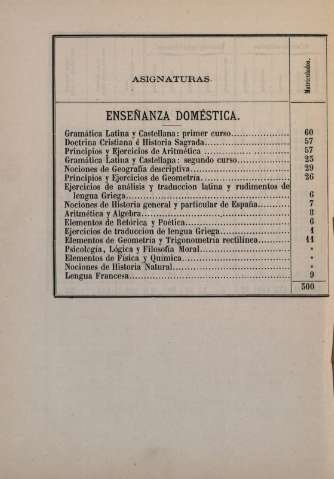 ASIGNATURAS.
Matriculados.
ENSEÑANZA DOMÉSTICA.
Gramática Latina y Castellana: primer curso 60
Doctrina Cristiana é Historia Sagrada 57
Principios y Ejercicios de Aritmética 57
Gramática Latina y Castellana: segundo curso 25
Nociones de Geografía descriptiva 29
Principios y Ejercicios de Geometría 26
Ejercicios de análisis y traduccion latina y rudimentos de
lengua Griega 6
Nociones de Historia general y particular de España 7
Aritmética y Algebra 8
Elementos de Retórica y Poética 6
Ejercicios de traduccion de lengua Griega 1
Elementos de Geometría y Trigonometría rectilínea 11
Psicología, Lógica y Filosofía Moral "
Elementos de Física y Química "
Nociones de Historia Natural "
Lengua Francesa 9
500